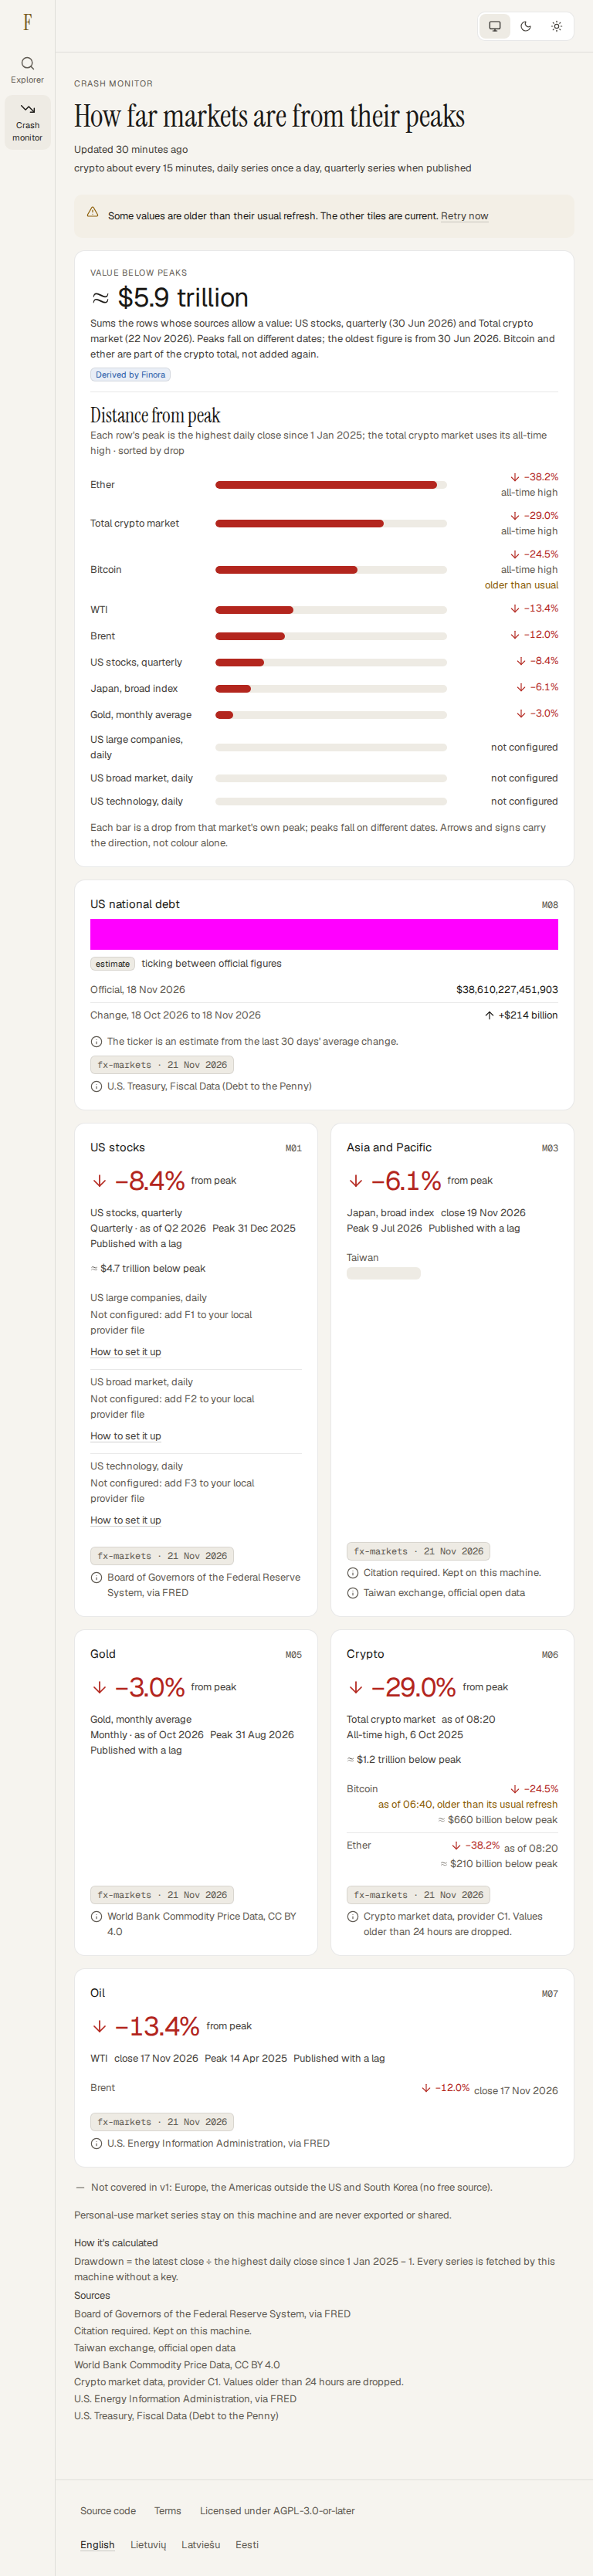 F
Explorer
Crash
monitor
CRASH MONITOR
How far markets are from their peaks
Updated 30 minutes ago
crypto about every 15 minutes, daily series once a day, quarterly series when published
Some values are older than their usual refresh. The other tiles are current. Retry now
VALUE BELOW PEAKS
≈ $5.9 trillion
Sums the rows whose sources allow a value: US stocks, quarterly (30 Jun 2026) and Total crypto
market (22 Nov 2026). Peaks fall on different dates; the oldest figure is from 30 Jun 2026. Bitcoin and
ether are part of the crypto total, not added again.
Derived by Finora
Distance from peak
Each row's peak is the highest daily close since 1 Jan 2025; the total crypto market uses its all-time
high · sorted by drop
Ether
↓ −38.2%
all-time high
Total crypto market
↓ −29.0%
all-time high
Bitcoin
↓ −24.5%
all-time high
older than usual
WTI
↓ −13.4%
Brent
↓ −12.0%
US stocks, quarterly
↓ −8.4%
Japan, broad index
↓ −6.1%
Gold, monthly average
↓ −3.0%
US large companies,
daily
not configured
US broad market, daily
not configured
US technology, daily
not configured
Each bar is a drop from that market's own peak; peaks fall on different dates. Arrows and signs carry
the direction, not colour alone.
US national debt M08
estimate ticking between official figures
Official, 18 Nov 2026 $38,610,227,451,903
Change, 18 Oct 2026 to 18 Nov 2026 ↑ +$214 billion
The ticker is an estimate from the last 30 days' average change.
fx-markets · 21 Nov 2026
U.S. Treasury, Fiscal Data (Debt to the Penny)
US stocks M01
↓ −8.4% from peak
US stocks, quarterly
Quarterly · as of Q2 2026 Peak 31 Dec 2025
Published with a lag
≈ $4.7 trillion below peak
US large companies, daily
Not configured: add F1 to your local
provider file
How to set it up
US broad market, daily
Not configured: add F2 to your local
provider file
How to set it up
US technology, daily
Not configured: add F3 to your local
provider file
How to set it up
fx-markets · 21 Nov 2026
Board of Governors of the Federal Reserve
System, via FRED
Asia and Pacific M03
↓ −6.1% from peak
Japan, broad index close 19 Nov 2026
Peak 9 Jul 2026 Published with a lag
Taiwan
fx-markets · 21 Nov 2026
Citation required. Kept on this machine.
Taiwan exchange, official open data
Gold M05
↓ −3.0% from peak
Gold, monthly average
Monthly · as of Oct 2026 Peak 31 Aug 2026
Published with a lag
fx-markets · 21 Nov 2026
World Bank Commodity Price Data, CC BY
4.0
Crypto M06
↓ −29.0% from peak
Total crypto market as of 08:20
All-time high, 6 Oct 2025
≈ $1.2 trillion below peak
Bitcoin ↓ −24.5%
as of 06:40, older than its usual refresh
≈ $660 billion below peak
Ether ↓ −38.2% as of 08:20
≈ $210 billion below peak
fx-markets · 21 Nov 2026
Crypto market data, provider C1. Values
older than 24 hours are dropped.
Oil M07
↓ −13.4% from peak
WTI close 17 Nov 2026 Peak 14 Apr 2025 Published with a lag
Brent ↓ −12.0% close 17 Nov 2026
fx-markets · 21 Nov 2026
U.S. Energy Information Administration, via FRED
— Not covered in v1: Europe, the Americas outside the US and South Korea (no free source).
Personal-use market series stay on this machine and are never exported or shared.
How it's calculated
Drawdown = the latest close ÷ the highest daily close since 1 Jan 2025 − 1. Every series is fetched by this
machine without a key.
Sources
Board of Governors of the Federal Reserve System, via FRED
Citation required. Kept on this machine.
Taiwan exchange, official open data
World Bank Commodity Price Data, CC BY 4.0
Crypto market data, provider C1. Values older than 24 hours are dropped.
U.S. Energy Information Administration, via FRED
U.S. Treasury, Fiscal Data (Debt to the Penny)
Source code Terms Licensed under AGPL-3.0-or-later
English Lietuvių Latviešu Eesti